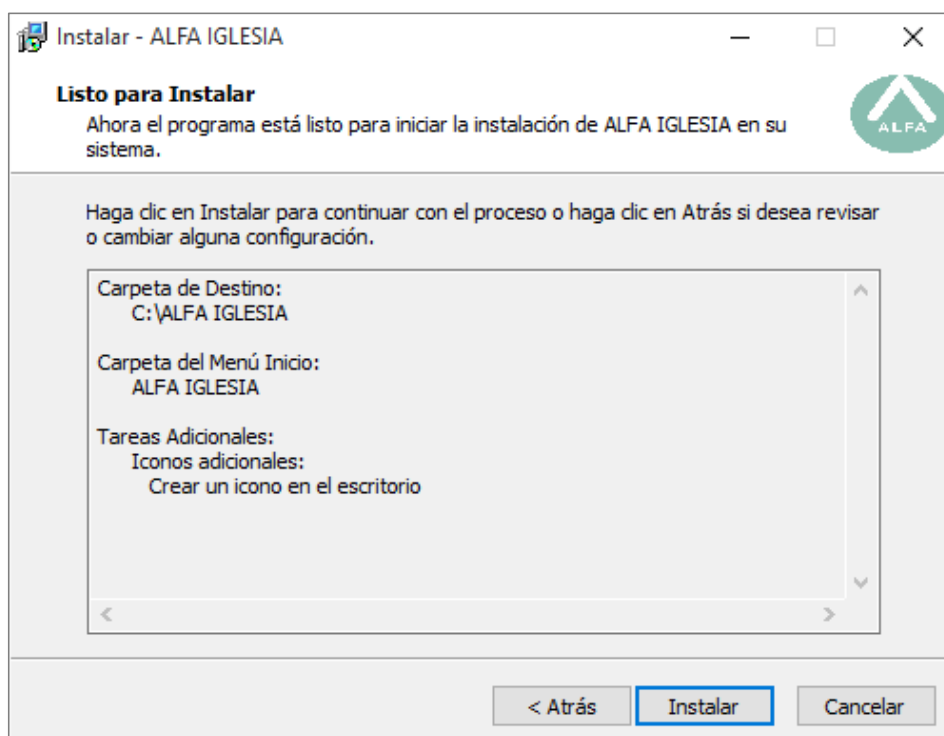 Instalar - ALFA IGLESIA
Listo para Instalar
Ahora el programa está listo para iniciar la instalación de ALFA IGLESIA en su
sistema.
ALFA
Haga clic en Instalar para continuar con el proceso o haga clic en Atrás si desea revisar
o cambiar alguna configuración.
Carpeta de Destino:
C:\ALFA IGLESIA
Carpeta del Menú Inicio:
ALFA IGLESIA
Tareas Adicionales:
Iconos adicionales:
Crear un icono en el escritorio
< Atrás
Instalar
Cancelar